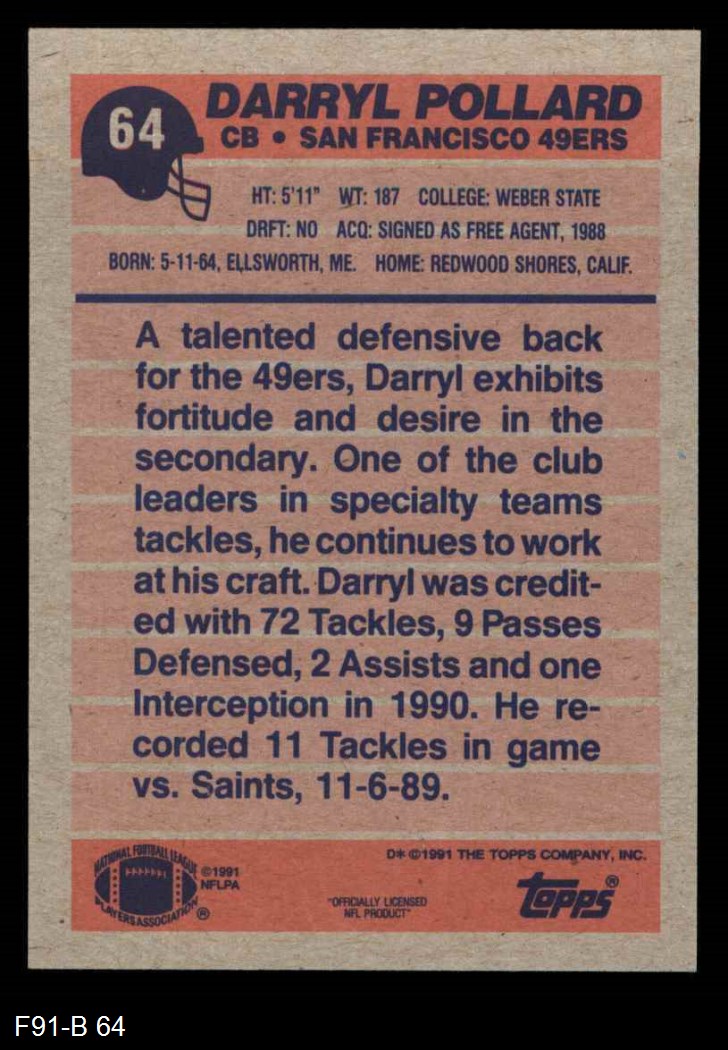 64
DARRYL POLLARD
CB • SAN FRANCISCO 49ERS
HT: 5'11" WT: 187 COLLEGE: WEBER STATE
DRFT: NO ACQ: SIGNED AS FREE AGENT, 1988
BORN: 5-11-64, ELLSWORTH, ME. HOME: REDWOOD SHORES, CALIF.
A talented defensive back
for the 49ers, Darryl exhibits
fortitude and desire in the
secondary. One of the club
leaders in specialty teams
tackles, he continues to work
at his craft. Darryl was credit-
ed with 72 Tackles, 9 Passes
Defensed, 2 Assists and one
Interception in 1990. He re-
corded 11 Tackles in game
vs. Saints, 11-6-89.
NATIONAL FOOTBALL LEAGUE
PLAYERS ASSOCIATION ®
©1991
NFLPA
"OFFICIALLY LICENSED
NFL PRODUCT"
D* ©1991 THE TOPPS COMPANY, INC.
topps®
F91-B 64